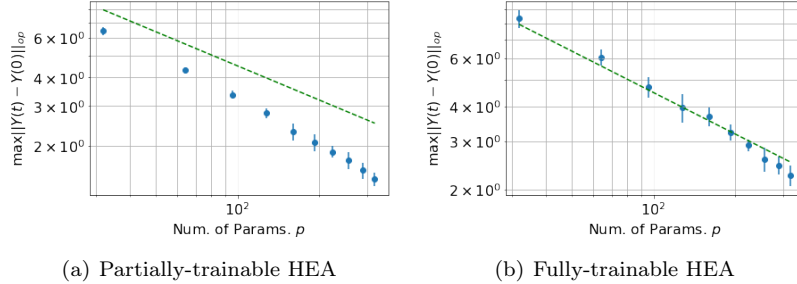 6 × 10⁰
4 × 10⁰
3 × 10⁰
2 × 10⁰
max||Y(t) − Y(0)||ₒₚ
10²
Num. of Params. p
(a) Partially-trainable HEA
6 × 10⁰
4 × 10⁰
3 × 10⁰
2 × 10⁰
max||Y(t) − Y(0)||ₒₚ
10²
Num. of Params. p
(b) Fully-trainable HEA